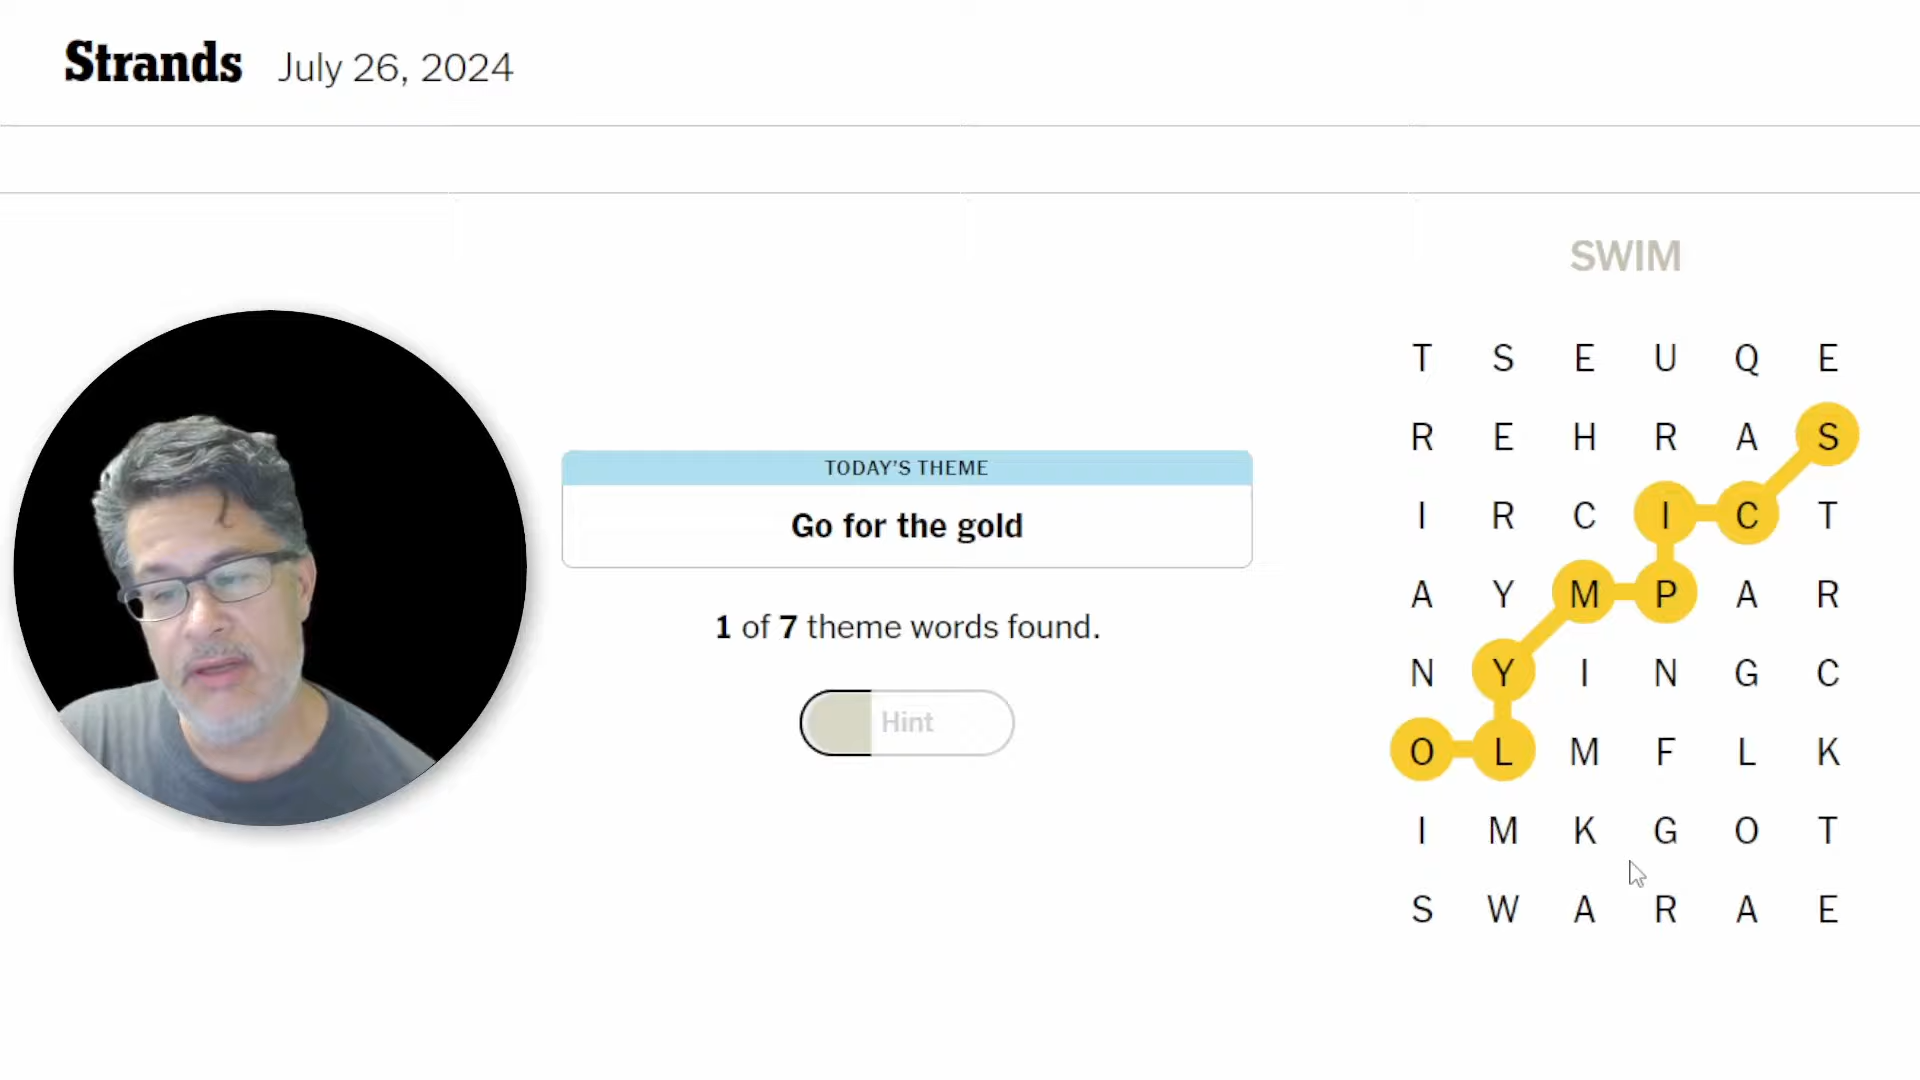 Strands July 26, 2024
SWIM
TODAY'S THEME
Go for the gold
1 of 7 theme words found.
Hint
T S E U Q E
R E H R A S
I R C I C T
A Y M P A R
N Y I N G C
O L M F L K
I M K G O T
S W A R A E